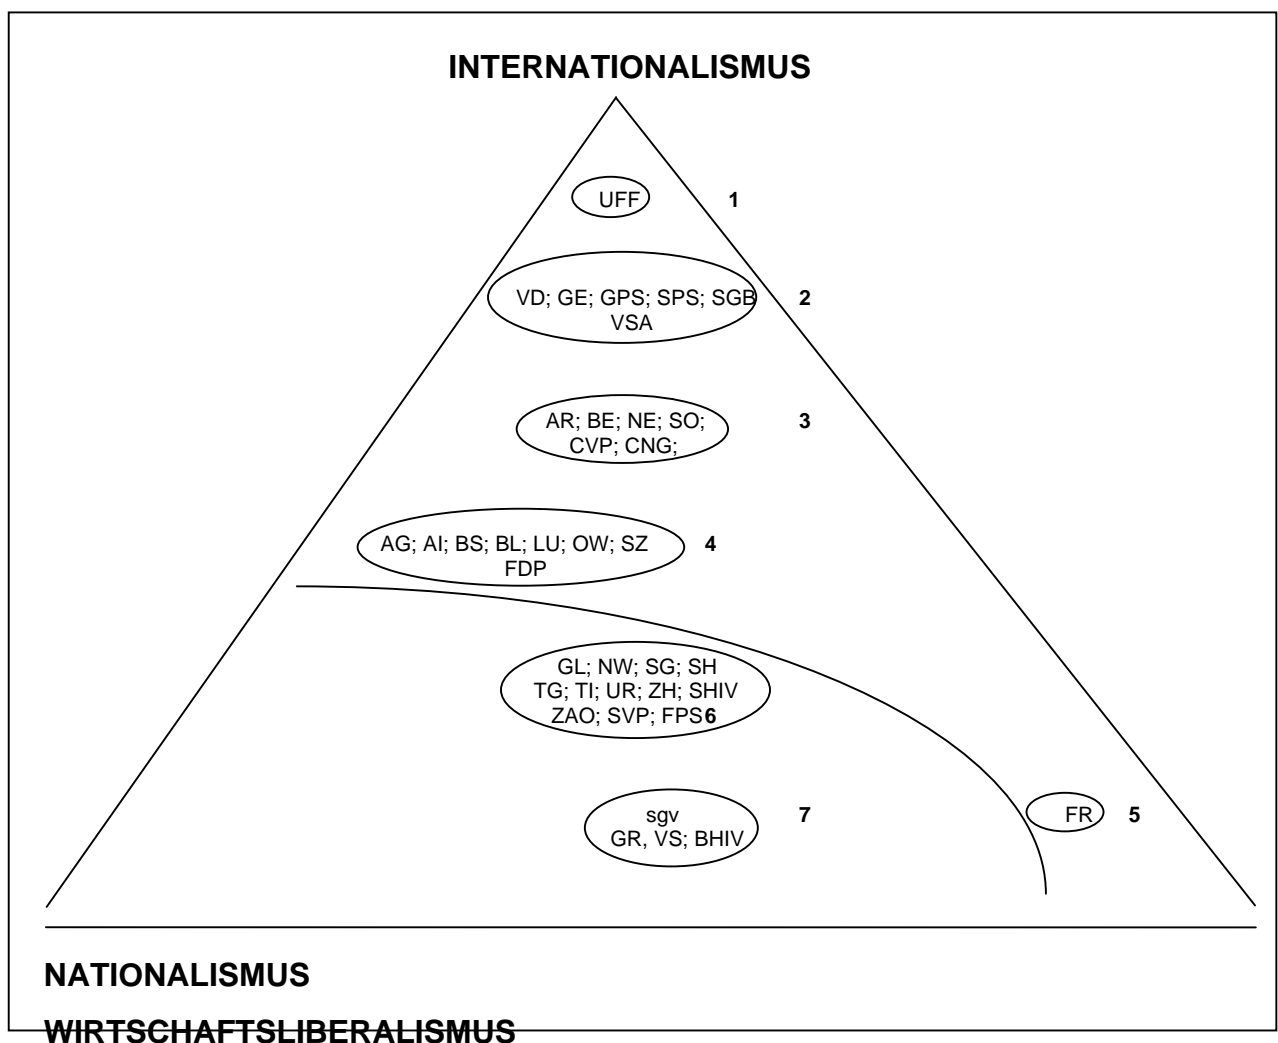 INTERNATIONALISMUS
UFF 1
VD; GE; GPS; SPS; SGB 2
VSA
AR; BE; NE; SO; 3
CVP; CNG;
AG; AI; BS; BL; LU; OW; SZ 4
FDP
GL; NW; SG; SH
TG; TI; UR; ZH; SHIV
ZAO; SVP; FPS6
sgv 7
GR, VS; BHIV
FR 5
NATIONALISMUS
WIRTSCHAFTSLIBERALISMUS